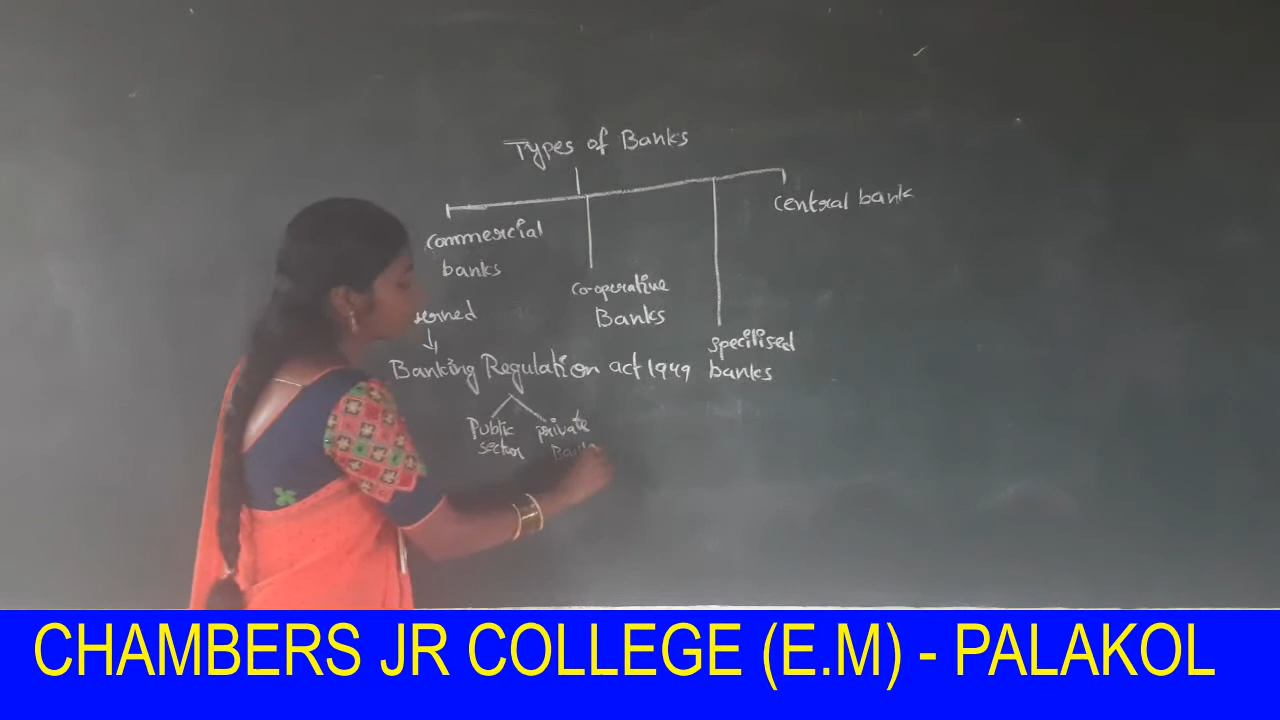 Types of Banks
Central bank
Commercial
banks
Co-operative
Banks
erned
specilised
banks
Banking Regulation act 1949
Public
sector
private
CHAMBERS JR COLLEGE (E.M) - PALAKOL